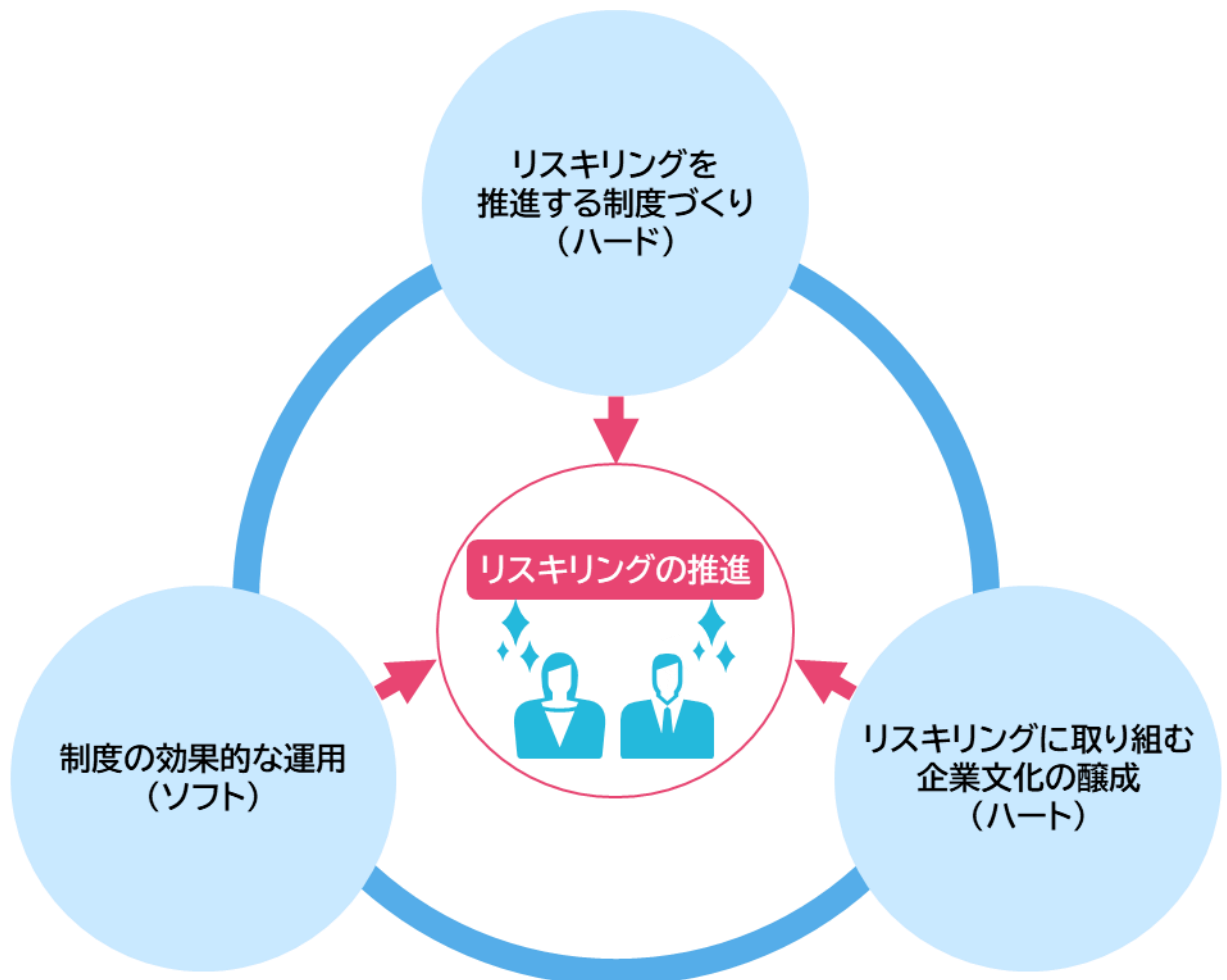 リスキリングを
推進する制度づくり
（ハード）
リスキリングの推進
制度の効果的な運用
（ソフト）
リスキリングに取り組む
企業文化の醸成
（ハート）